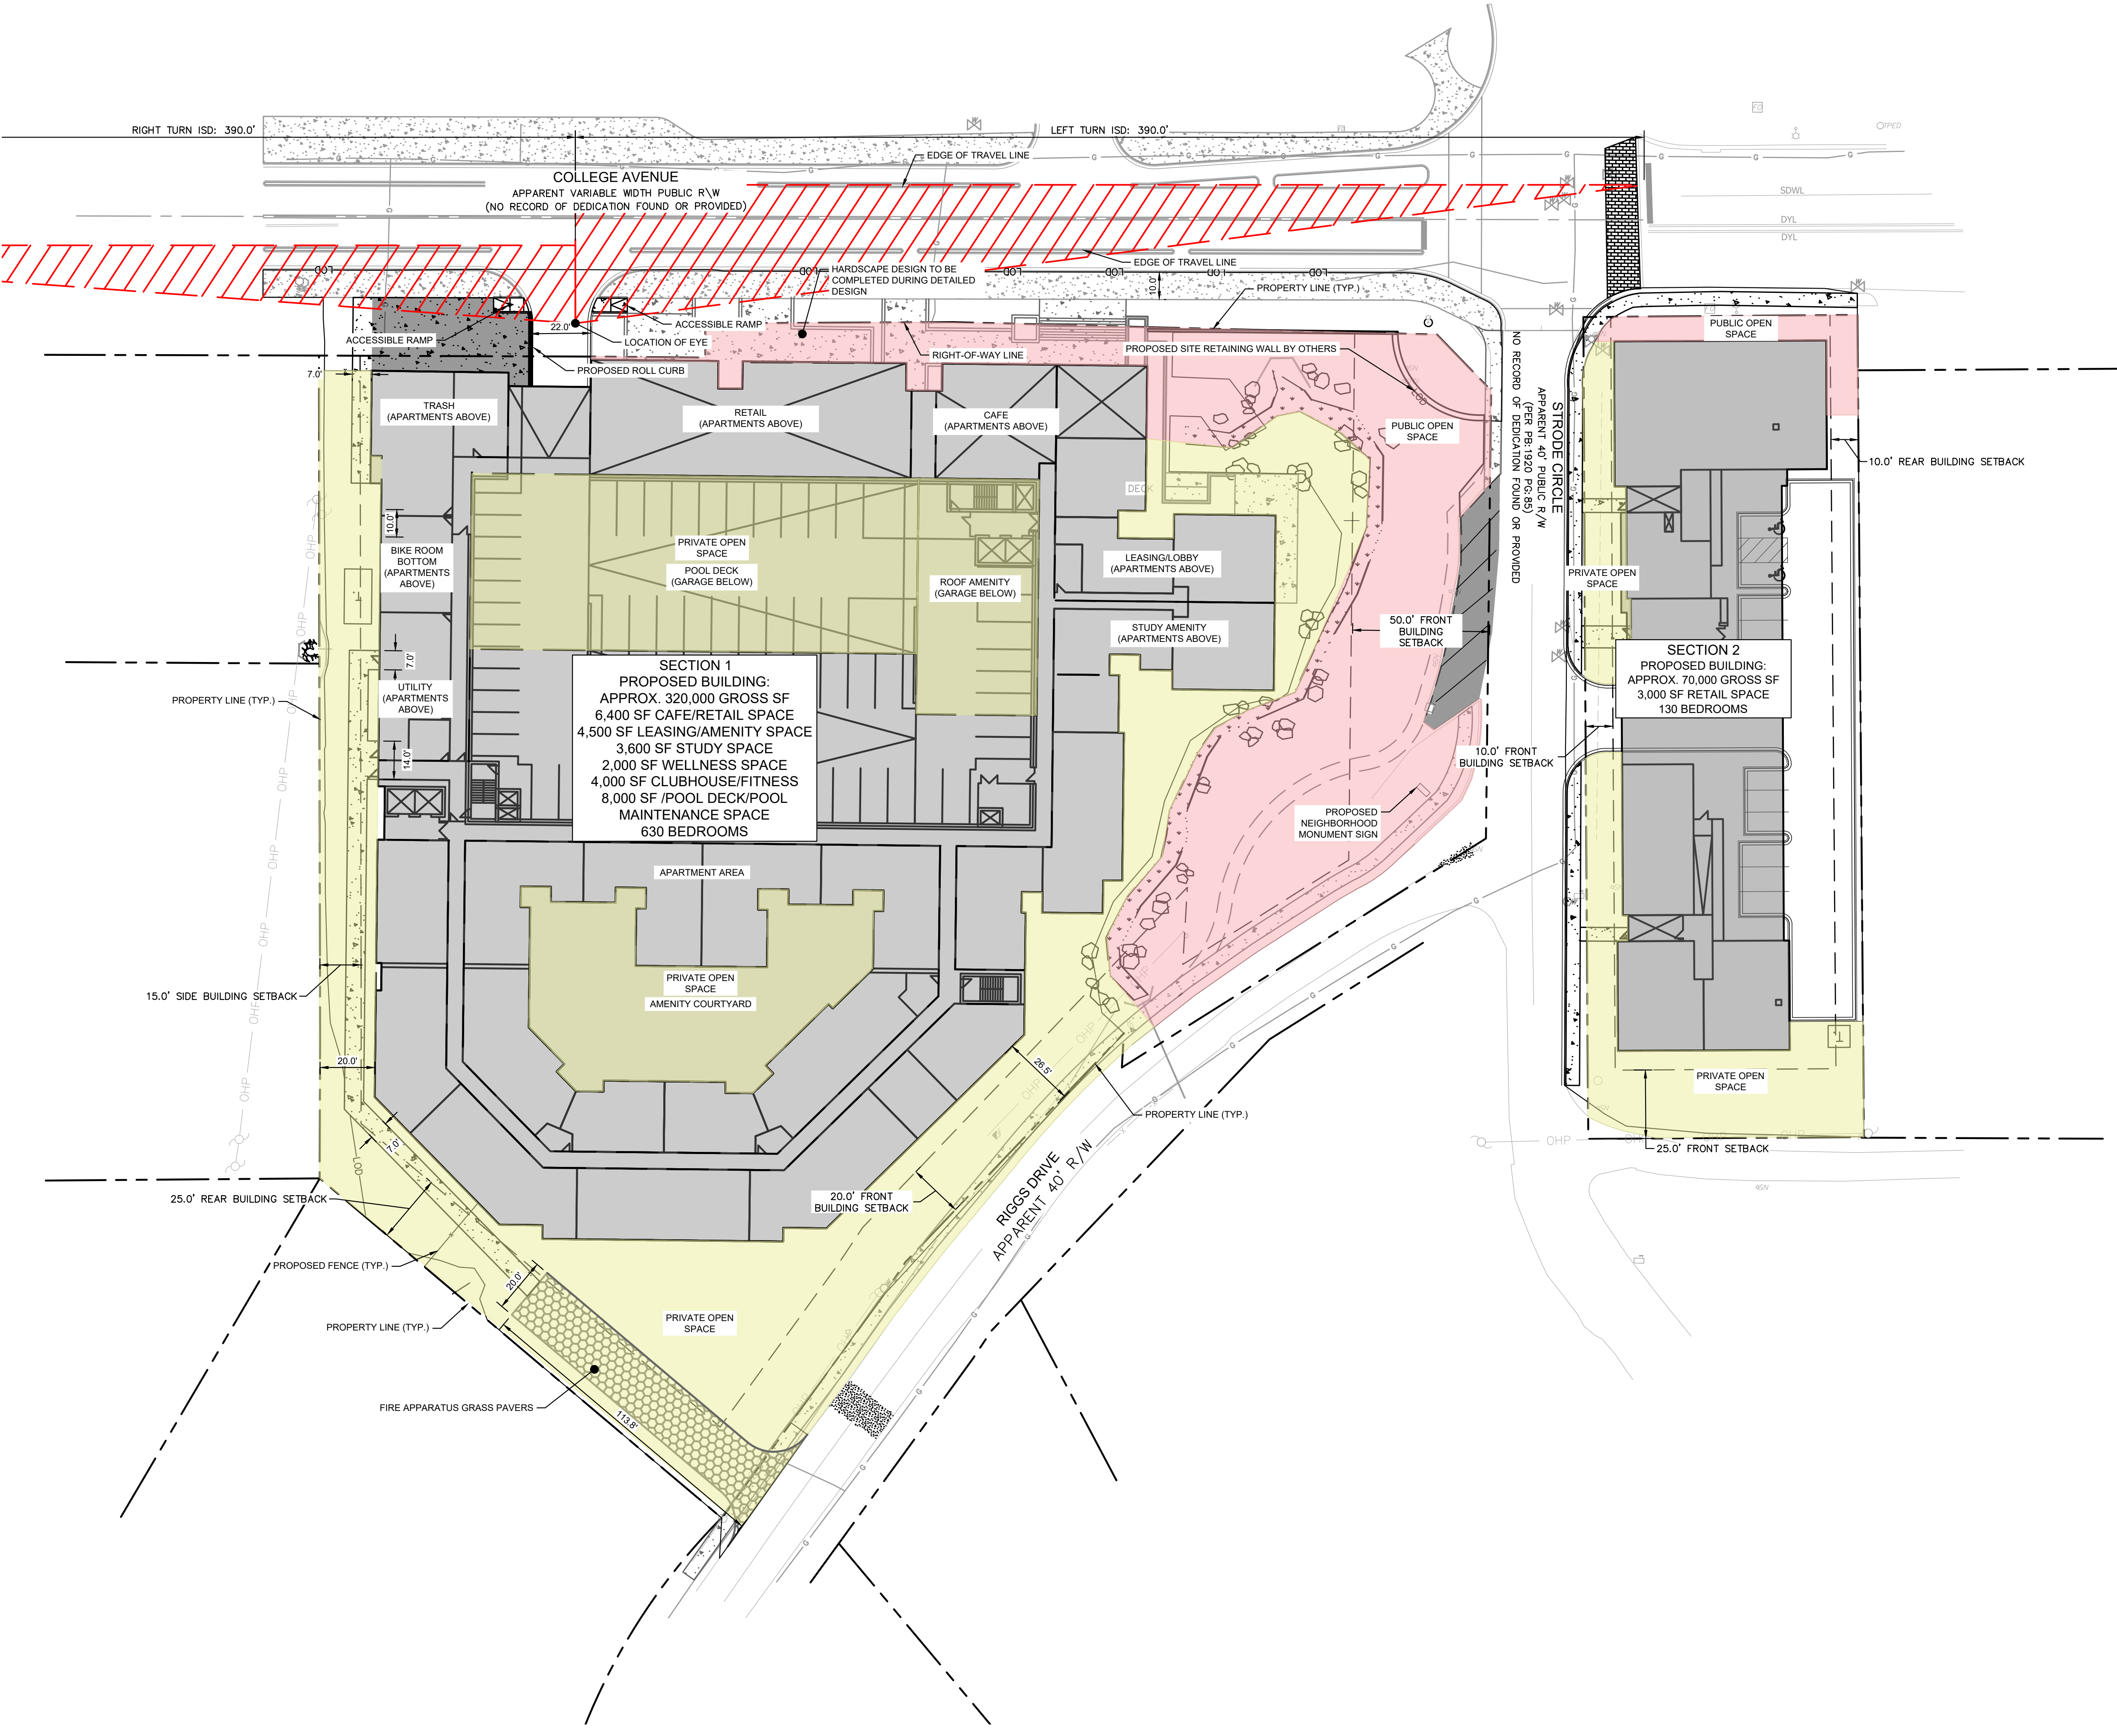 RIGHT TURN ISD: 390.0'
LEFT TURN ISD: 390.0'
EDGE OF TRAVEL LINE
COLLEGE AVENUE
APPARENT VARIABLE WIDTH PUBLIC R\W
(NO RECORD OF DEDICATION FOUND OR PROVIDED)
SDWL
DYL
DYL
EDGE OF TRAVEL LINE
HARDSCAPE DESIGN TO BE
COMPLETED DURING DETAILED
DESIGN
LOD
LOD
LOD
LOD
LOD
LOD
10.0'
PROPERTY LINE (TYP.)
ACCESSIBLE RAMP
22.0'
ACCESSIBLE RAMP
LOCATION OF EYE
RIGHT-OF-WAY LINE
PROPOSED SITE RETAINING WALL BY OTHERS
PROPOSED ROLL CURB
7.0'
TRASH
(APARTMENTS ABOVE)
RETAIL
(APARTMENTS ABOVE)
CAFE
(APARTMENTS ABOVE)
PUBLIC OPEN
SPACE
LOD
STRODE CIRCLE
APPARENT 40' PUBLIC R/W
(PER PB:1920 PG:85)
NO RECORD OF DEDICATION FOUND OR PROVIDED
PUBLIC OPEN
SPACE
10.0' REAR BUILDING SETBACK
DECK
10.0'
BIKE ROOM
BOTTOM
(APARTMENTS
ABOVE)
PRIVATE OPEN
SPACE
POOL DECK
(GARAGE BELOW)
ROOF AMENITY
(GARAGE BELOW)
LEASING/LOBBY
(APARTMENTS ABOVE)
STUDY AMENITY
(APARTMENTS ABOVE)
50.0' FRONT
BUILDING
SETBACK
PRIVATE OPEN
SPACE
7.0'
UTILITY
(APARTMENTS
ABOVE)
PROPERTY LINE (TYP.)
14.0'
SECTION 1
PROPOSED BUILDING:
APPROX. 320,000 GROSS SF
6,400 SF CAFE/RETAIL SPACE
4,500 SF LEASING/AMENITY SPACE
3,600 SF STUDY SPACE
2,000 SF WELLNESS SPACE
4,000 SF CLUBHOUSE/FITNESS
8,000 SF /POOL DECK/POOL
MAINTENANCE SPACE
630 BEDROOMS
SECTION 2
PROPOSED BUILDING:
APPROX. 70,000 GROSS SF
3,000 SF RETAIL SPACE
130 BEDROOMS
10.0' FRONT
BUILDING SETBACK
PROPOSED
NEIGHBORHOOD
MONUMENT SIGN
APARTMENT AREA
PRIVATE OPEN
SPACE
AMENITY COURTYARD
15.0' SIDE BUILDING SETBACK
20.0'
OHP
OHP
OHP
OHP
OHP
OHP
26.5'
PROPERTY LINE (TYP.)
PRIVATE OPEN
SPACE
25.0' FRONT SETBACK
7.0'
LOD
25.0' REAR BUILDING SETBACK
20.0' FRONT
BUILDING SETBACK
RIGGS DRIVE
APPARENT 40' R/W
PROPOSED FENCE (TYP.)
20.0'
PROPERTY LINE (TYP.)
PRIVATE OPEN
SPACE
FIRE APPARATUS GRASS PAVERS
113.8'